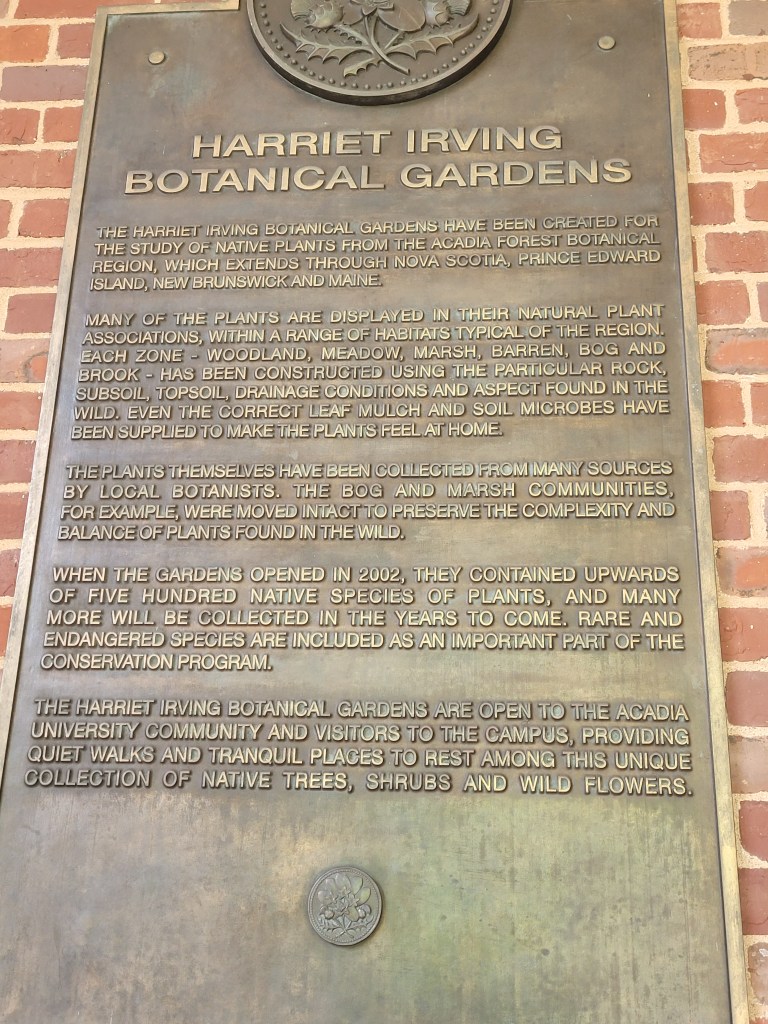 HARRIET IRVING
BOTANICAL GARDENS
THE HARRIET IRVING BOTANICAL GARDENS HAVE BEEN CREATED FOR
THE STUDY OF NATIVE PLANTS FROM THE ACADIA FOREST BOTANICAL
REGION, WHICH EXTENDS THROUGH NOVA SCOTIA, PRINCE EDWARD
ISLAND, NEW BRUNSWICK AND MAINE.
MANY OF THE PLANTS ARE DISPLAYED IN THEIR NATURAL PLANT
ASSOCIATIONS, WITHIN A RANGE OF HABITATS TYPICAL OF THE REGION.
EACH ZONE - WOODLAND, MEADOW, MARSH, BARREN, BOG AND
BROOK - HAS BEEN CONSTRUCTED USING THE PARTICULAR ROCK,
SUBSOIL, TOPSOIL, DRAINAGE CONDITIONS AND ASPECT FOUND IN THE
WILD. EVEN THE CORRECT LEAF MULCH AND SOIL MICROBES HAVE
BEEN SUPPLIED TO MAKE THE PLANTS FEEL AT HOME.
THE PLANTS THEMSELVES HAVE BEEN COLLECTED FROM MANY SOURCES
BY LOCAL BOTANISTS. THE BOG AND MARSH COMMUNITIES,
FOR EXAMPLE, WERE MOVED INTACT TO PRESERVE THE COMPLEXITY AND
BALANCE OF PLANTS FOUND IN THE WILD.
WHEN THE GARDENS OPENED IN 2002, THEY CONTAINED UPWARDS
OF FIVE HUNDRED NATIVE SPECIES OF PLANTS, AND MANY
MORE WILL BE COLLECTED IN THE YEARS TO COME. RARE AND
ENDANGERED SPECIES ARE INCLUDED AS AN IMPORTANT PART OF THE
CONSERVATION PROGRAM.
THE HARRIET IRVING BOTANICAL GARDENS ARE OPEN TO THE ACADIA
UNIVERSITY COMMUNITY AND VISITORS TO THE CAMPUS, PROVIDING
QUIET WALKS AND TRANQUIL PLACES TO REST AMONG THIS UNIQUE
COLLECTION OF NATIVE TREES, SHRUBS AND WILD FLOWERS.